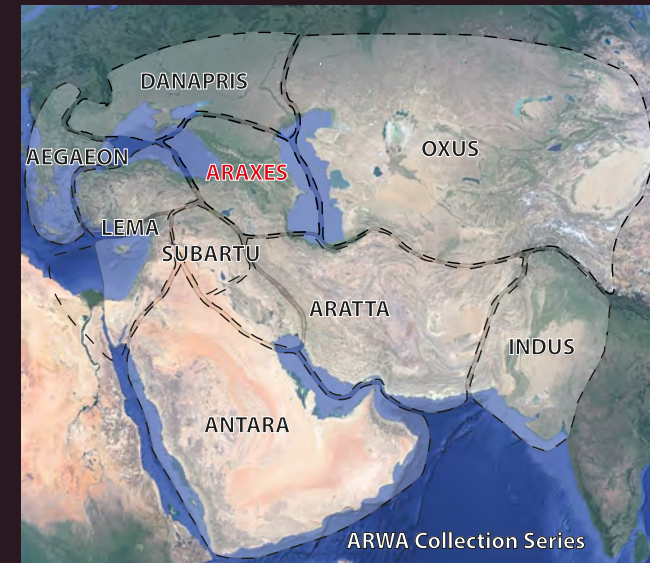 DANAPRIS
OXUS
AEGAEON
ARAXES
LEMA
SUBARTU
ARATTA
INDUS
ANTARA
ARWA Collection Series